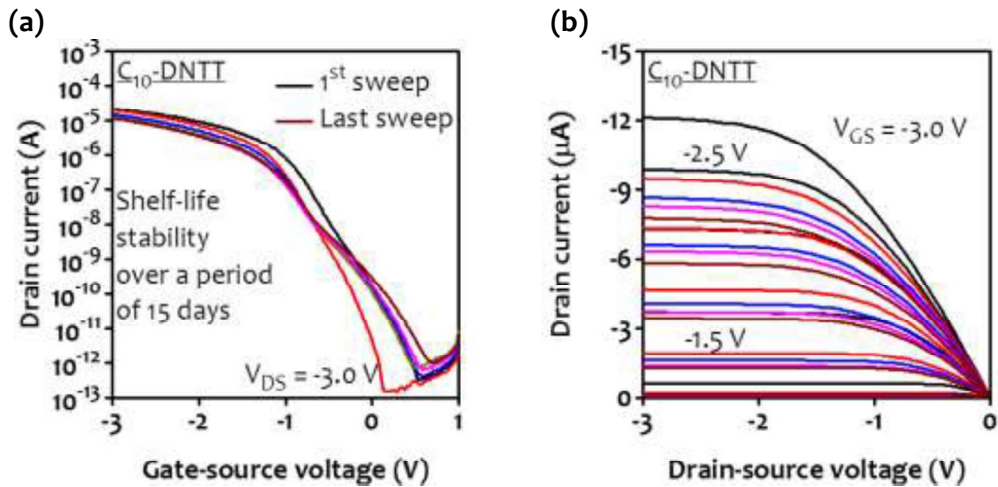 (a)
10^-3
10^-4
10^-5
10^-6
10^-7
10^-8
10^-9
10^-10
10^-11
10^-12
10^-13
Drain current (A)
C10-DNTT
1st sweep
Last sweep
Shelf-life
stability
over a period
of 15 days
VDS = -3.0 V
-3 -2 -1 0 1
Gate-source voltage (V)
(b)
-15
-12
-9
-6
-3
0
Drain current (µA)
C10-DNTT
VGS = -3.0 V
-2.5 V
-1.5 V
-3 -2 -1 0
Drain-source voltage (V)